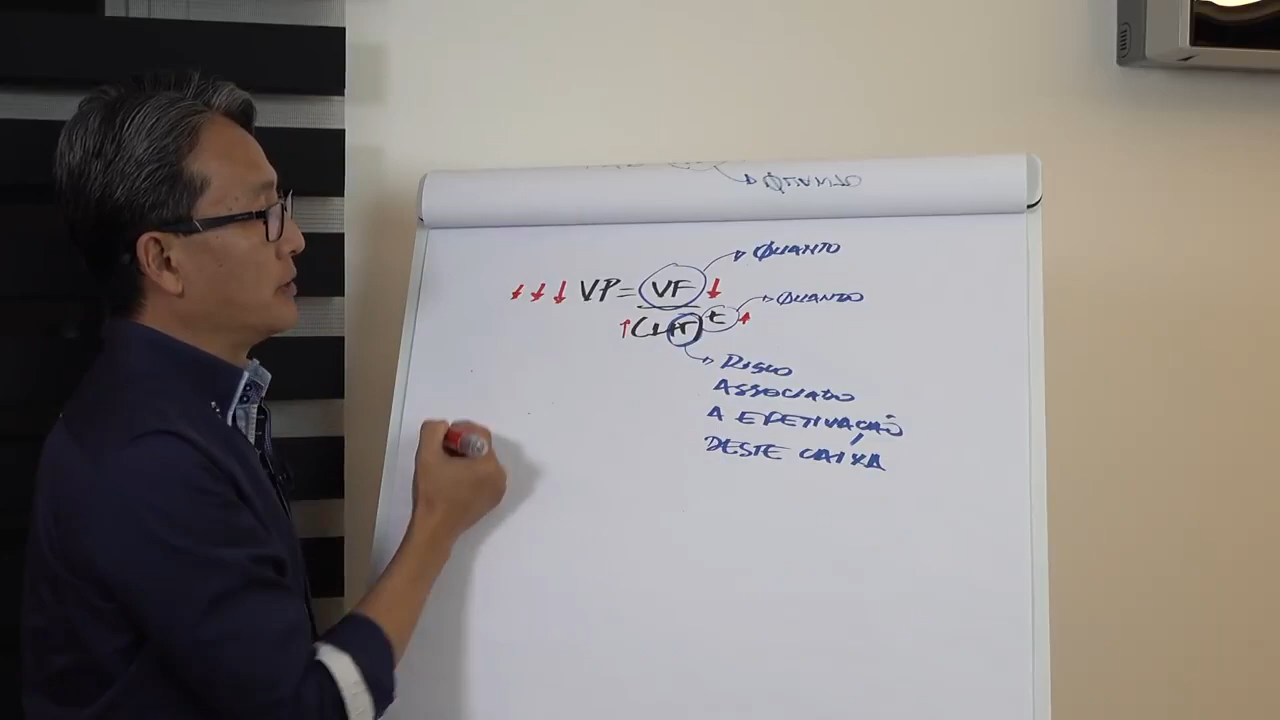 QUANTO
↓ ↓ ↓ VP = VF ↓
QUANDO
↑ (1+r) t ↑
RISCO
ASSOCIADO
A EFETIVAÇÃO
DESTE CAIXA